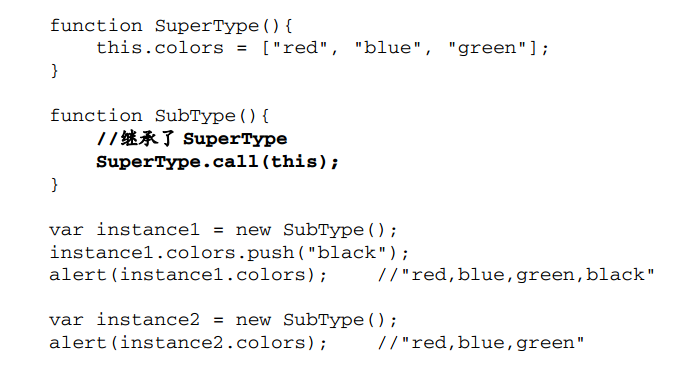 function SuperType(){
    this.colors = ["red", "blue", "green"];
}
function SubType(){
    //继承了 SuperType
    SuperType.call(this);
}
var instance1 = new SubType();
instance1.colors.push("black");
alert(instance1.colors);    //"red,blue,green,black"
var instance2 = new SubType();
alert(instance2.colors);    //"red,blue,green"